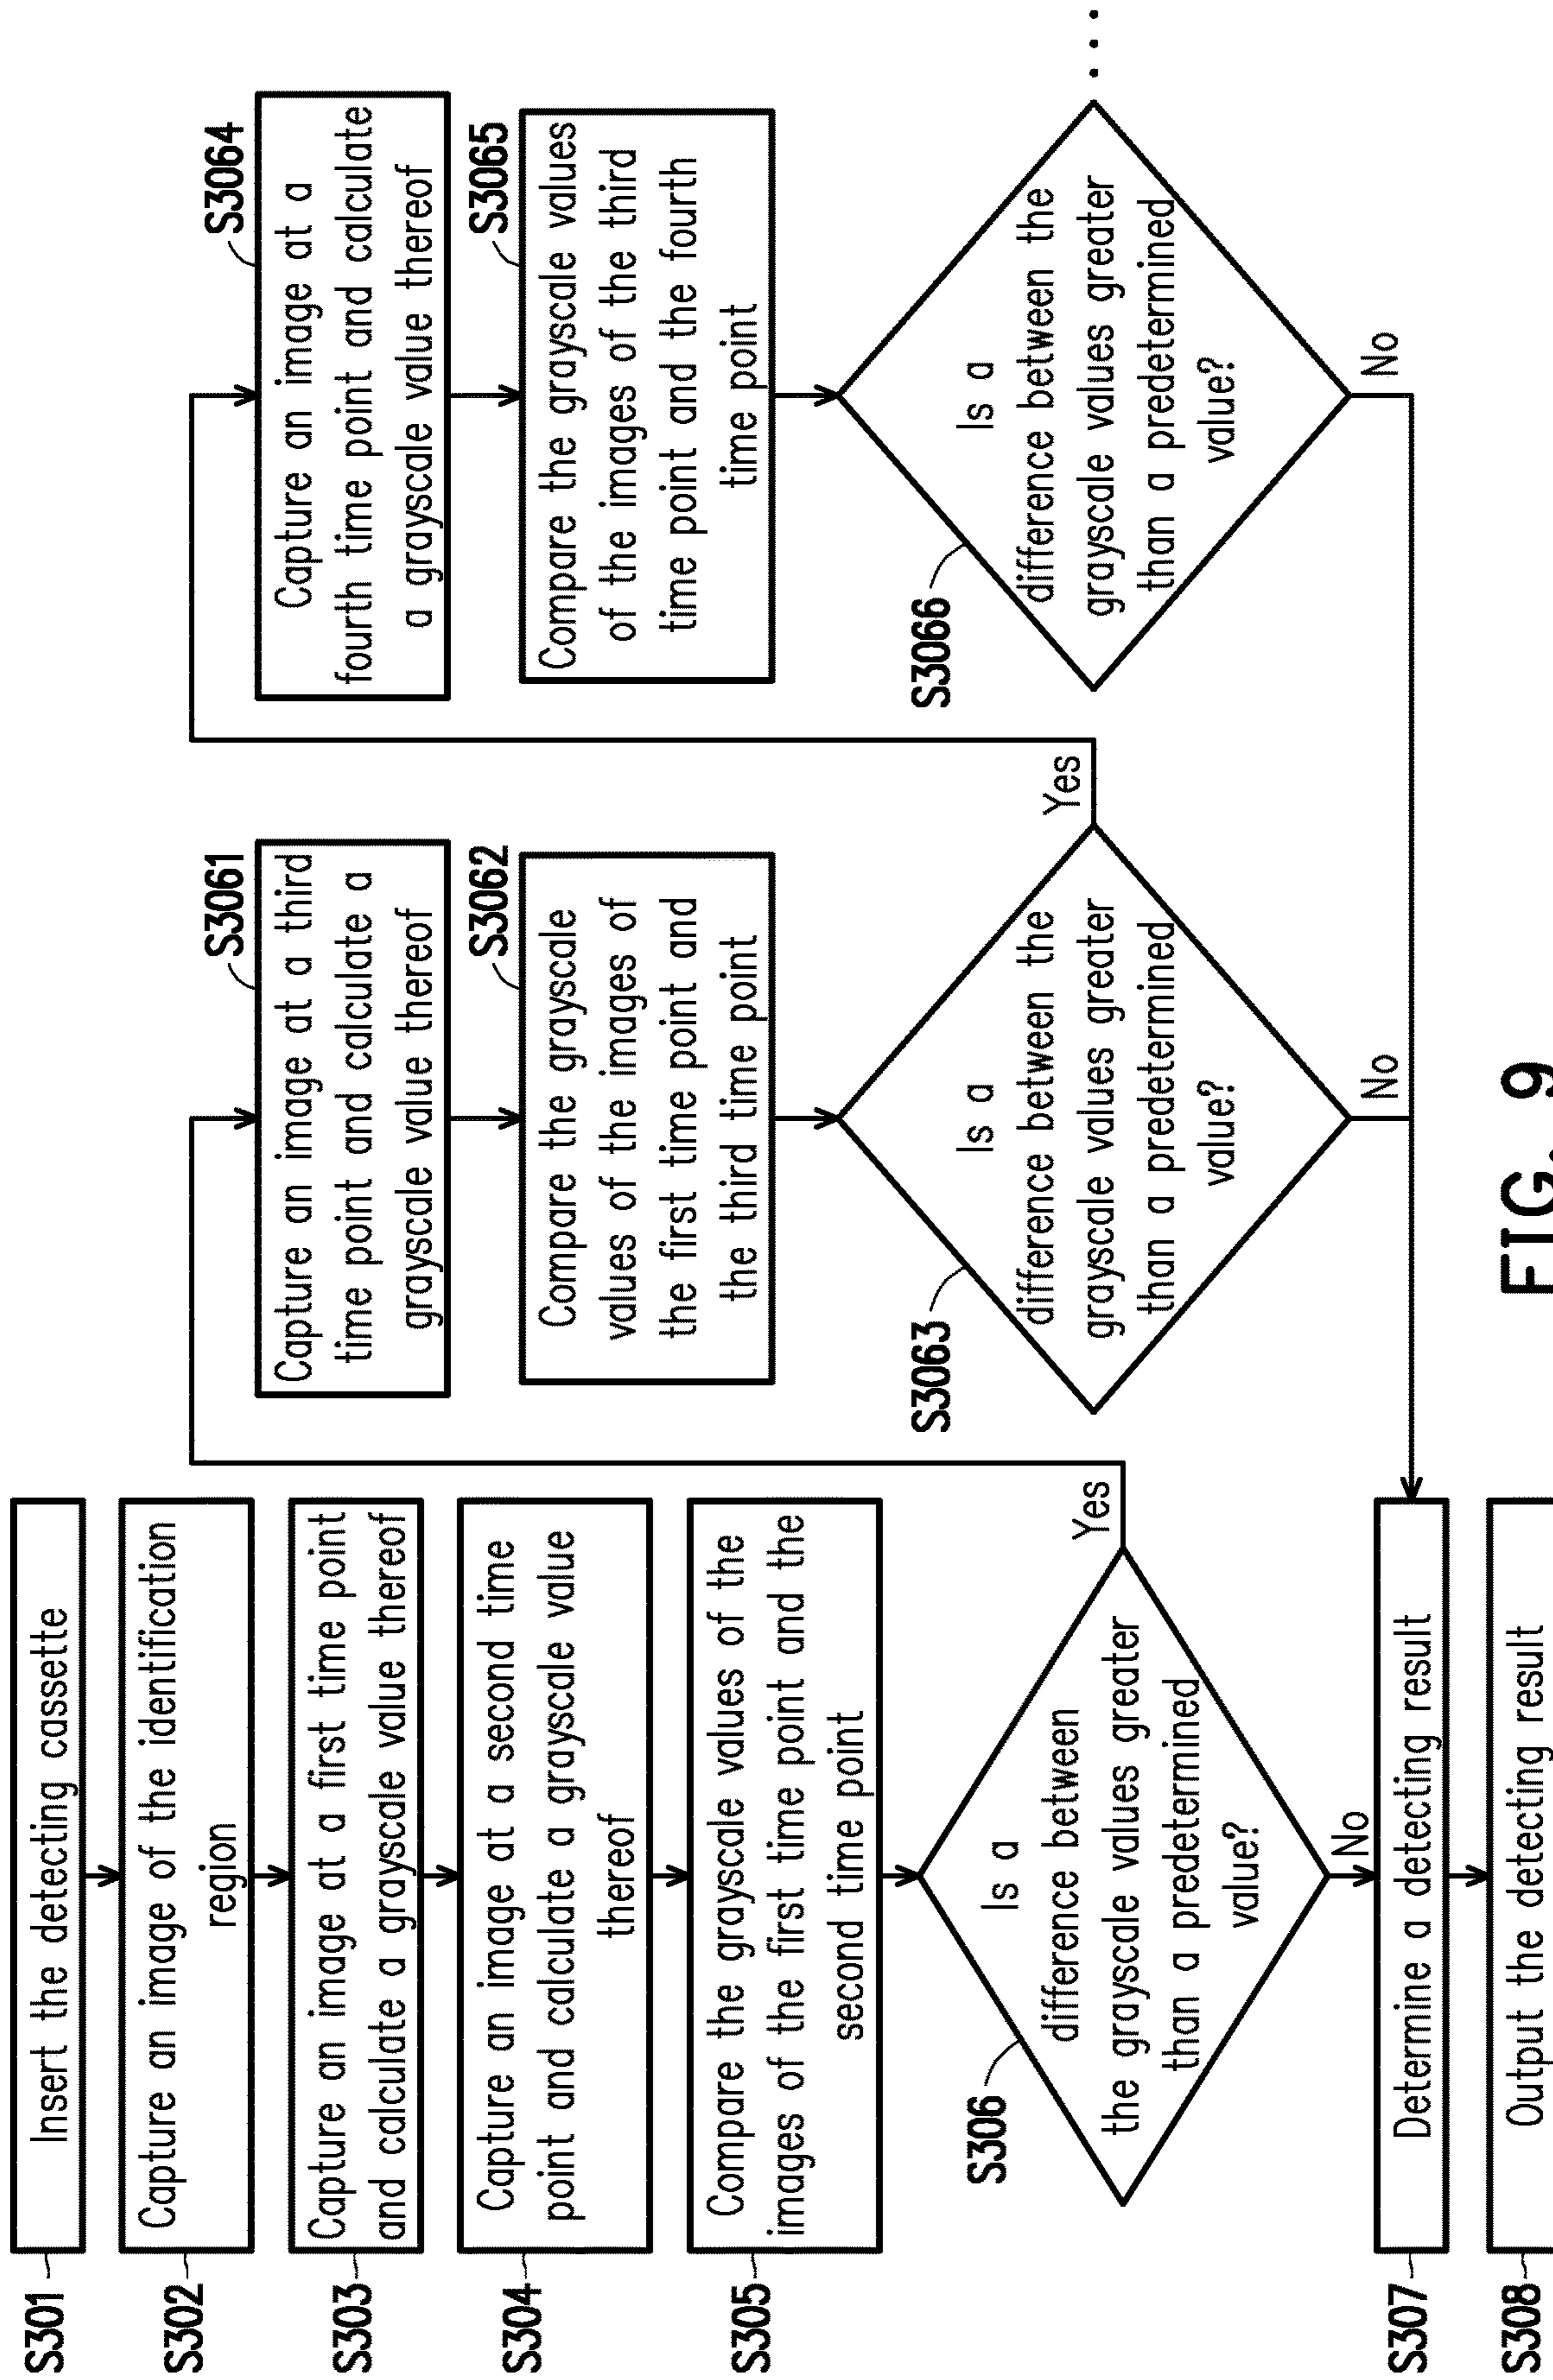 S301
Insert the detecting cassette
S302
Capture an image of the identification
region
S303
Capture an image at a first time point
and calculate a grayscale value thereof
S304
Capture an image at a second time
point and calculate a grayscale value
thereof
S305
Compare the grayscale values of the
images of the first time point and the
second time point
S306
Is a
difference between
the grayscale values greater
than a predetermined
value?
Yes
No
S307
Determine a detecting result
S308
Output the detecting result
S3061
Capture an image at a third
time point and calculate a
grayscale value thereof
S3062
Compare the grayscale
values of the images of
the first time point and
the third time point
S3063
Is a
difference between the
grayscale values greater
than a predetermined
value?
Yes
No
S3064
Capture an image at a
fourth time point and calculate
a grayscale value thereof
S3065
Compare the grayscale values
of the images of the third
time point and the fourth
time point
S3066
Is a
difference between the
grayscale values greater
than a predetermined
value?
No
...
FIG. 9